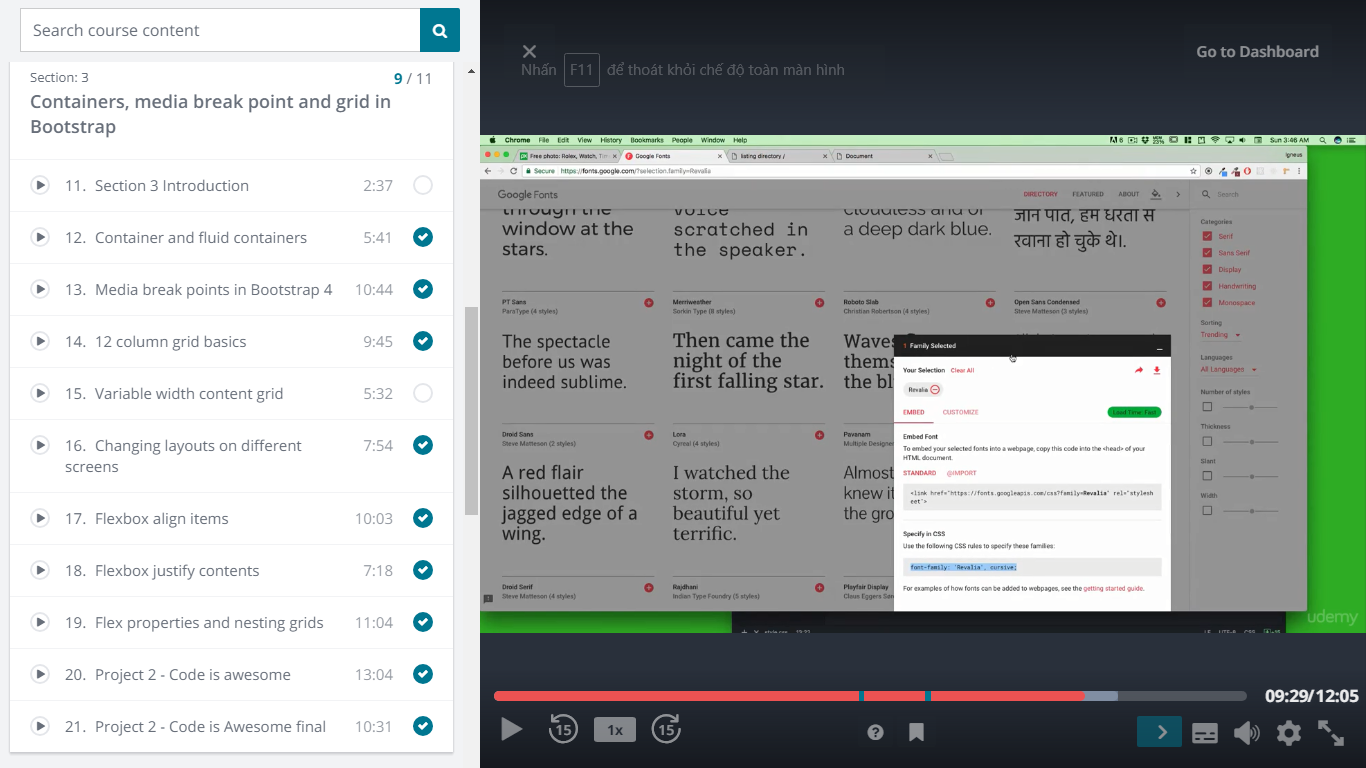 Search course content
Section: 3
9 / 11
Containers, media break point and grid in
Bootstrap
11. Section 3 Introduction 2:37
12. Container and fluid containers 5:41
13. Media break points in Bootstrap 4 10:44
14. 12 column grid basics 9:45
15. Variable width content grid 5:32
16. Changing layouts on different
screens 7:54
17. Flexbox align items 10:03
18. Flexbox justify contents 7:18
19. Flex properties and nesting grids 11:04
20. Project 2 - Code is awesome 13:04
21. Project 2 - Code is Awesome final 10:31
Nhấn F11 để thoát khỏi chế độ toàn màn hình
Go to Dashboard
Chrome File Edit View History Bookmarks People Window Help
Sun 3:46 AM
Free photo: Rolex, Watch,
Google Fonts
listing directory /
Document
Igneus
Secure https://fonts.google.com/?selection.family=Revalia
Google Fonts
DIRECTORY FEATURED ABOUT
Search
through the
window at the
stars.
voice
scratched in
the speaker.
cloudless and of
a deep dark blue.
जान पात, हम धरता स
रवाना हो चुके थे।.
Categories
Serif
Sans Serif
Display
Handwriting
Monospace
Sorting
Trending
Languages
All Languages
Number of styles
Thickness
Slant
Width
PT Sans
ParaType (4 styles)
Merriweather
Sorkin Type (8 styles)
Roboto Slab
Christian Robertson (4 styles)
Open Sans Condensed
Steve Matteson (3 styles)
The spectacle
before us was
indeed sublime.
Then came the
night of the
first falling star.
Waves
thems
the bl
Droid Sans
Steve Matteson (2 styles)
Lora
Cyreal (4 styles)
Pavanam
Multiple Designer
A red flair
silhouetted the
jagged edge of a
wing.
I watched the
storm, so
beautiful yet
terrific.
Almost
knew it
the gro
Droid Serif
Steve Matteson (4 styles)
Rajdhani
Indian Type Foundry (5 styles)
Playfair Display
Claus Eggers Sø
1 Family Selected
Your Selection Clear All
Revalia
EMBED CUSTOMIZE
Load Time: Fast
Embed Font
To embed your selected fonts into a webpage, copy this code into the <head> of your
HTML document.
STANDARD @IMPORT
<link href="https://fonts.googleapis.com/css?family=Revalia" rel="stylesh
eet">
Specify in CSS
Use the following CSS rules to specify these families:
font-family: 'Revalia', cursive;
For examples of how fonts can be added to webpages, see the getting started guide.
udemy
style.css
LF UTF-8 CSS
09:29/12:05
15
1x
15